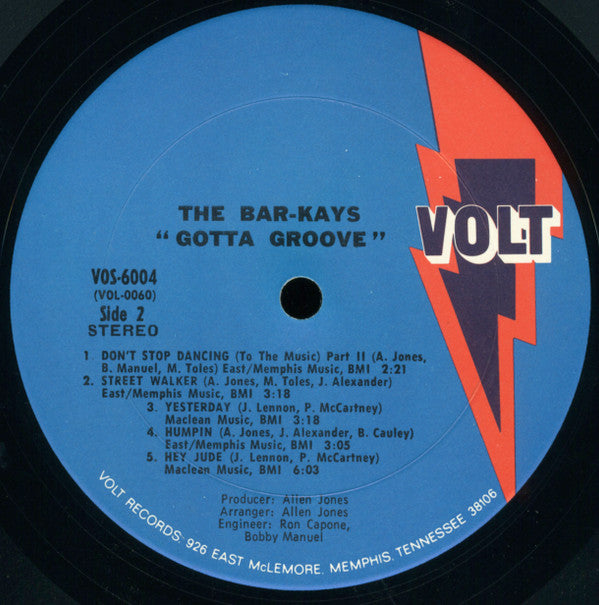 THE BAR-KAYS
“GOTTA GROOVE”
VOLT
VOS-6004
(VOL-0060)
Side 2
STEREO
1 DON'T STOP DANCING (To The Music) Part II (A. Jones,
B. Manuel, M. Toles) East/Memphis Music, BMI 2:21
2. STREET WALKER (A. Jones, M. Toles, J. Alexander)
East/Memphis Music, BMI 3:18
3. YESTERDAY (J. Lennon, P. McCartney)
Maclean Music, BMI 3:18
4. HUMPIN (A. Jones, J. Alexander, B. Cauley)
East/Memphis Music, BMI 3:05
5. HEY JUDE (J. Lennon, P. McCartney)
Maclean Music, BMI 6:03
Producer: Allen Jones
Arranger: Allen Jones
Engineer: Ron Capone,
Bobby Manuel
VOLT RECORDS, 926 EAST McLEMORE, MEMPHIS, TENNESSEE 38106